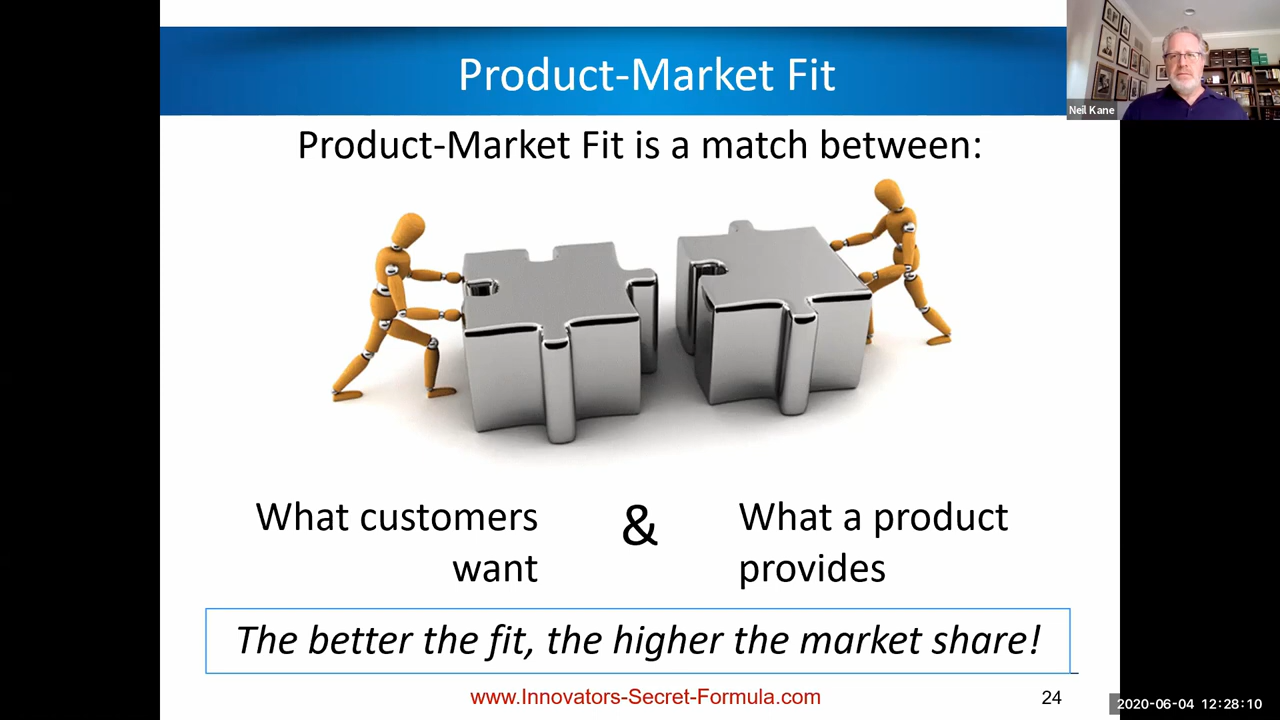 Product-Market Fit
Neil Kane
Product-Market Fit is a match between:
What customers
want
&
What a product
provides
The better the fit, the higher the market share!
www.Innovators-Secret-Formula.com
24
2020-06-04 12:28:10